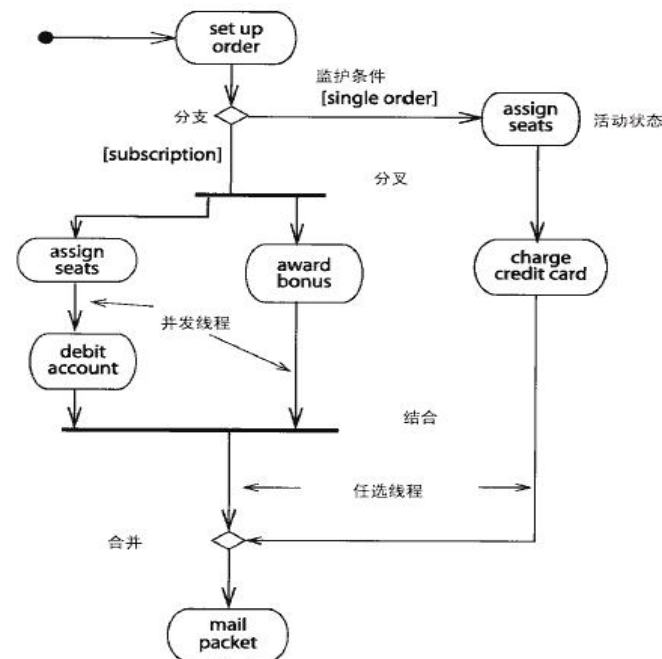 set up
order
监护条件
[single order]
分支
assign
seats
活动状态
[subscription]
分叉
assign
seats
award
bonus
charge
credit card
并发线程
debit
account
结合
任选线程
合并
mail
packet